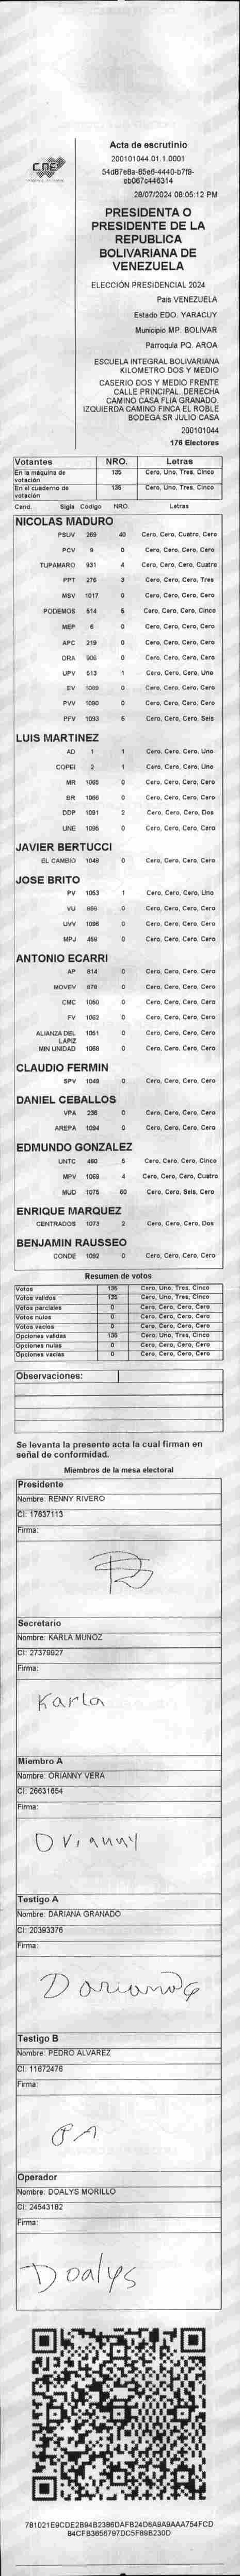 CNE
Acta de escrutinio
200101044.01.1.0001
28/07/2024 08:05:12 PM
PRESIDENTA O
PRESIDENTE DE LA
REPUBLICA
BOLIVARIANA DE
VENEZUELA
ELECCIÓN PRESIDENCIAL 2024
Pais VENEZUELA
Estado EDO. YARACUY
Municipio MP. BOLIVAR
Parroquia PQ. AROA
ESCUELA INTEGRAL BOLIVARIANA
KILOMETRO DOS Y MEDIO
CASERIO DOS Y MEDIO FRENTE
CALLE PRINCIPAL. DERECHA
CAMINO CASA FLIA GRANADO.
IZQUIERDA CAMINO FINCA EL ROBLE
BODEGA SR JULIO CASA
200101044
176 Electores
Votantes NRO. Letras
En la máquina de votación 135 Cero, Uno, Tres, Cinco
En el cuaderno de votación 135 Cero, Uno, Tres, Cinco
Cand. Sigla Código NRO. Letras
NICOLAS MADURO
PSUV 269 40 Cero, Cero, Cuatro, Cero
PCV 9 0 Cero, Cero, Cero, Cero
TUPAMARO 931 4 Cero, Cero, Cero, Cuatro
PPT 275 3 Cero, Cero, Cero, Tres
MSV 1017 0 Cero, Cero, Cero, Cero
PODEMOS 514 5 Cero, Cero, Cero, Cinco
MEP 6 0 Cero, Cero, Cero, Cero
APC 219 0 Cero, Cero, Cero, Cero
ORA 906 0 Cero, Cero, Cero, Cero
UPV 513 1 Cero, Cero, Cero, Uno
EV 1089 0 Cero, Cero, Cero, Cero
PVV 1090 0 Cero, Cero, Cero, Cero
PFV 1093 6 Cero, Cero, Cero, Seis
LUIS MARTINEZ
AD 1 1 Cero, Cero, Cero, Uno
COPEI 2 1 Cero, Cero, Cero, Uno
MR 1065 0 Cero, Cero, Cero, Cero
BR 1066 0 Cero, Cero, Cero, Cero
DDP 1091 2 Cero, Cero, Cero, Dos
UNE 1095 0 Cero, Cero, Cero, Cero
JAVIER BERTUCCI
EL CAMBIO 1048 0 Cero, Cero, Cero, Cero
JOSE BRITO
PV 1053 1 Cero, Cero, Cero, Uno
VU 0 Cero, Cero, Cero, Cero
UVV 1096 0 Cero, Cero, Cero, Cero
MPJ 459 0 Cero, Cero, Cero, Cero
ANTONIO ECARRI
AP 814 0 Cero, Cero, Cero, Cero
MOVEV 679 0 Cero, Cero, Cero, Cero
CMC 1050 0 Cero, Cero, Cero, Cero
FV 1062 0 Cero, Cero, Cero, Cero
ALIANZA DEL LAPIZ 1051 0 Cero, Cero, Cero, Cero
MIN UNIDAD 1069 0 Cero, Cero, Cero, Cero
CLAUDIO FERMIN
SPV 1049 0 Cero, Cero, Cero, Cero
DANIEL CEBALLOS
VPA 236 0 Cero, Cero, Cero, Cero
AREPA 1094 0 Cero, Cero, Cero, Cero
EDMUNDO GONZALEZ
UNTC 460 5 Cero, Cero, Cero, Cinco
MPV 4 Cero, Cero, Cero, Cuatro
MUD 1075 60 Cero, Cero, Seis, Cero
ENRIQUE MARQUEZ
CENTRADOS 1073 2 Cero, Cero, Cero, Dos
BENJAMIN RAUSSEO
CONDE 1092 0 Cero, Cero, Cero, Cero
Resumen de votos
Votos 135 Cero, Uno, Tres, Cinco
Votos validos 135 Cero, Uno, Tres, Cinco
Votos parciales 0 Cero, Cero, Cero, Cero
Votos nulos 0 Cero, Cero, Cero, Cero
Votos vacios 0 Cero, Cero, Cero, Cero
Opciones validas 135 Cero, Uno, Tres, Cinco
Opciones nulas 0 Cero, Cero, Cero, Cero
Opciones vacias 0 Cero, Cero, Cero, Cero
Observaciones:
Se levanta la presente acta la cual firman en
señal de conformidad.
Miembros de la mesa electoral
Presidente
Nombre: RENNY RIVERO
CI: 17637113
Firma:
Secretario
Nombre: KARLA MUÑOZ
CI: 27379927
Firma:
Karla
Miembro A
Nombre: ORIANNY VERA
CI: 26631654
Firma:
Orianny
Testigo A
Nombre: DARIANA GRANADO
CI: 20393376
Firma:
Testigo B
Nombre: PEDRO ALVAREZ
CI: 11672476
Firma:
PA
Operador
Nombre: DOALYS MORILLO
CI: 24543182
Firma:
Doalys